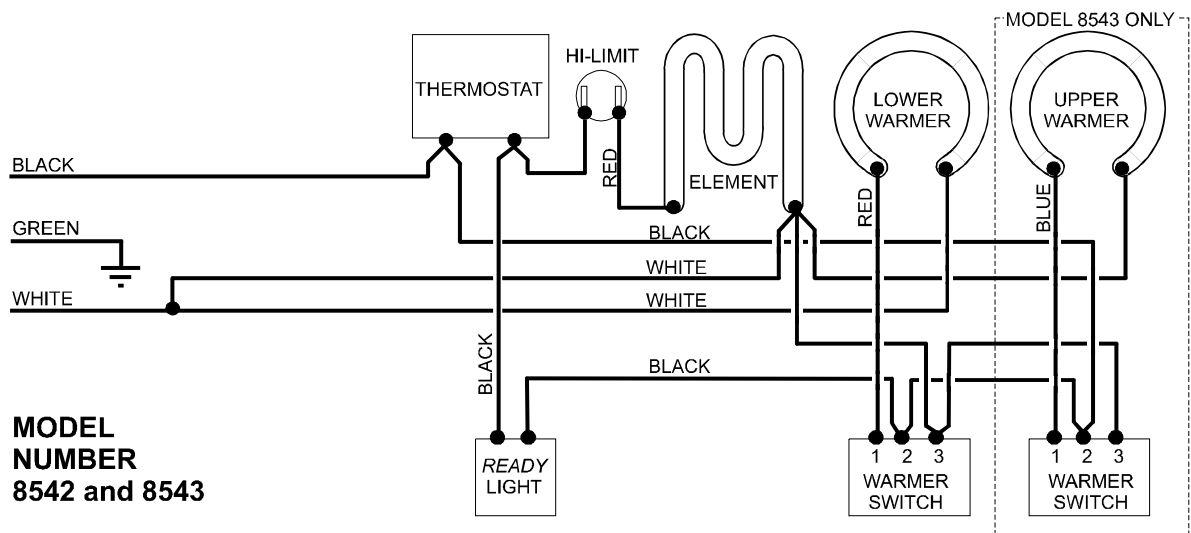 MODEL 8543 ONLY
HI-LIMIT
THERMOSTAT
LOWER
WARMER
UPPER
WARMER
BLACK
RED
ELEMENT
RED
BLUE
GREEN
BLACK
WHITE
WHITE
WHITE
BLACK
BLACK
MODEL
NUMBER
8542 and 8543
READY
LIGHT
1 2 3
WARMER
SWITCH
1 2 3
WARMER
SWITCH